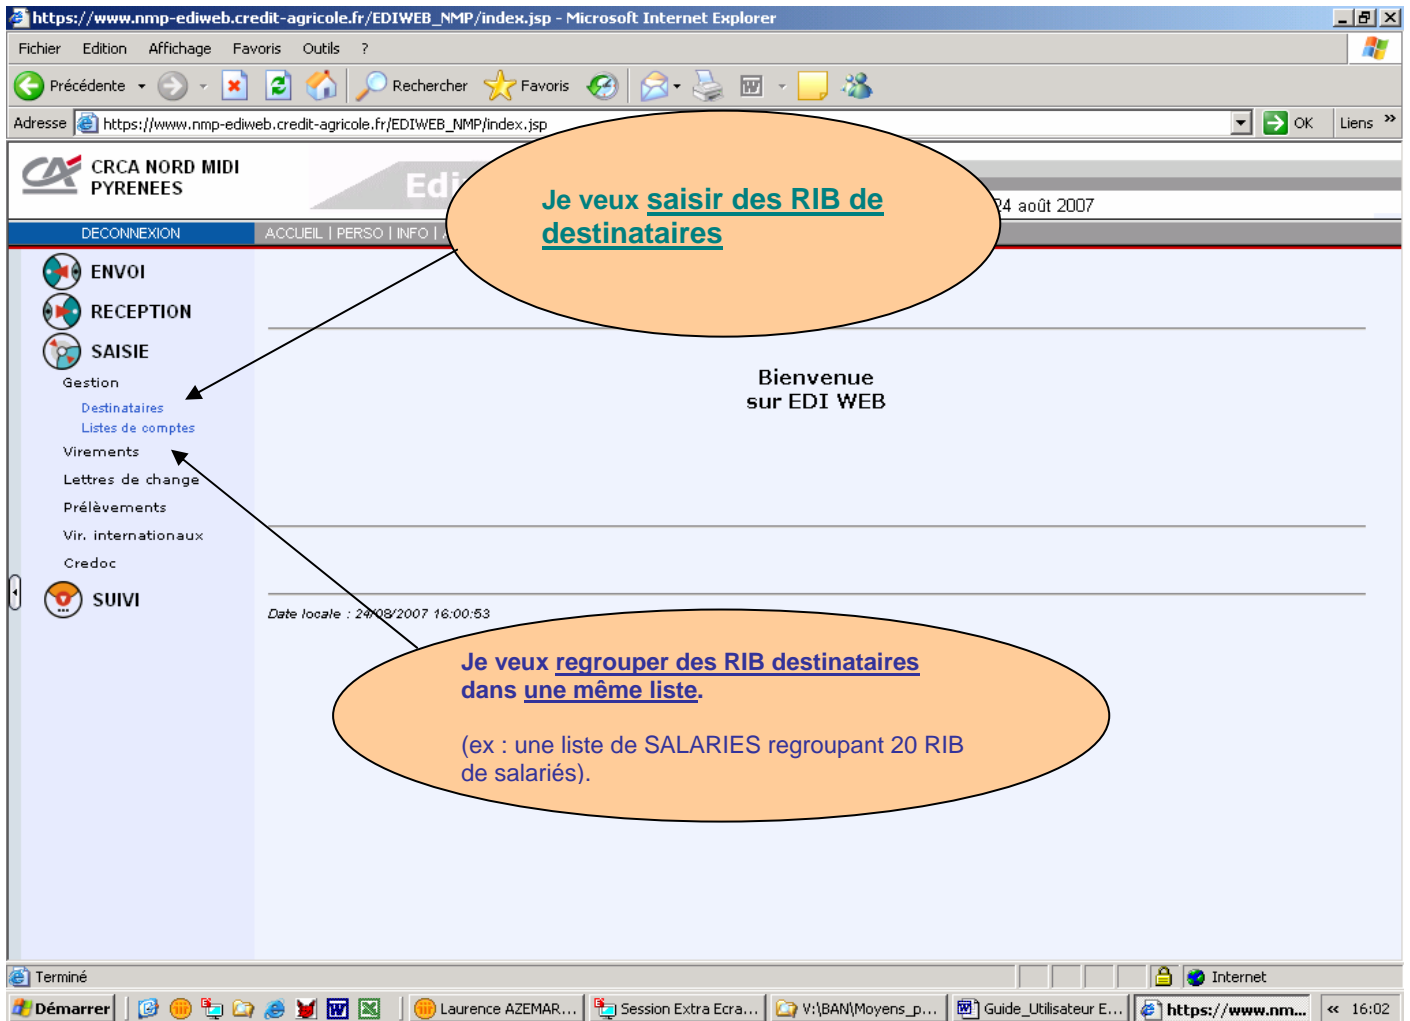 https://www.nmp-ediweb.credit-agricole.fr/EDIWEB_NMP/index.jsp - Microsoft Internet Explorer
Fichier Edition Affichage Favoris Outils ?
Précédente Rechercher Favoris
Adresse https://www.nmp-ediweb.credit-agricole.fr/EDIWEB_NMP/index.jsp OK Liens »
CRCA NORD MIDI
PYRENEES
Edi
24 août 2007
Je veux saisir des RIB de
destinataires
DECONNEXION ACCUEIL | PERSO | INFO |
ENVOI
RECEPTION
SAISIE
Gestion
Destinataires
Listes de comptes
Virements
Lettres de change
Prélèvements
Vir. internationaux
Credoc
SUIVI
Bienvenue
sur EDI WEB
Date locale : 24/08/2007 16:00:53
Je veux regrouper des RIB destinataires
dans une même liste.
(ex : une liste de SALARIES regroupant 20 RIB
de salariés).
Terminé Internet
Démarrer Laurence AZEMAR... Session Extra Ecra... V:\BAN\Moyens_p... Guide_Utilisateur E... https://www.nm... « 16:02